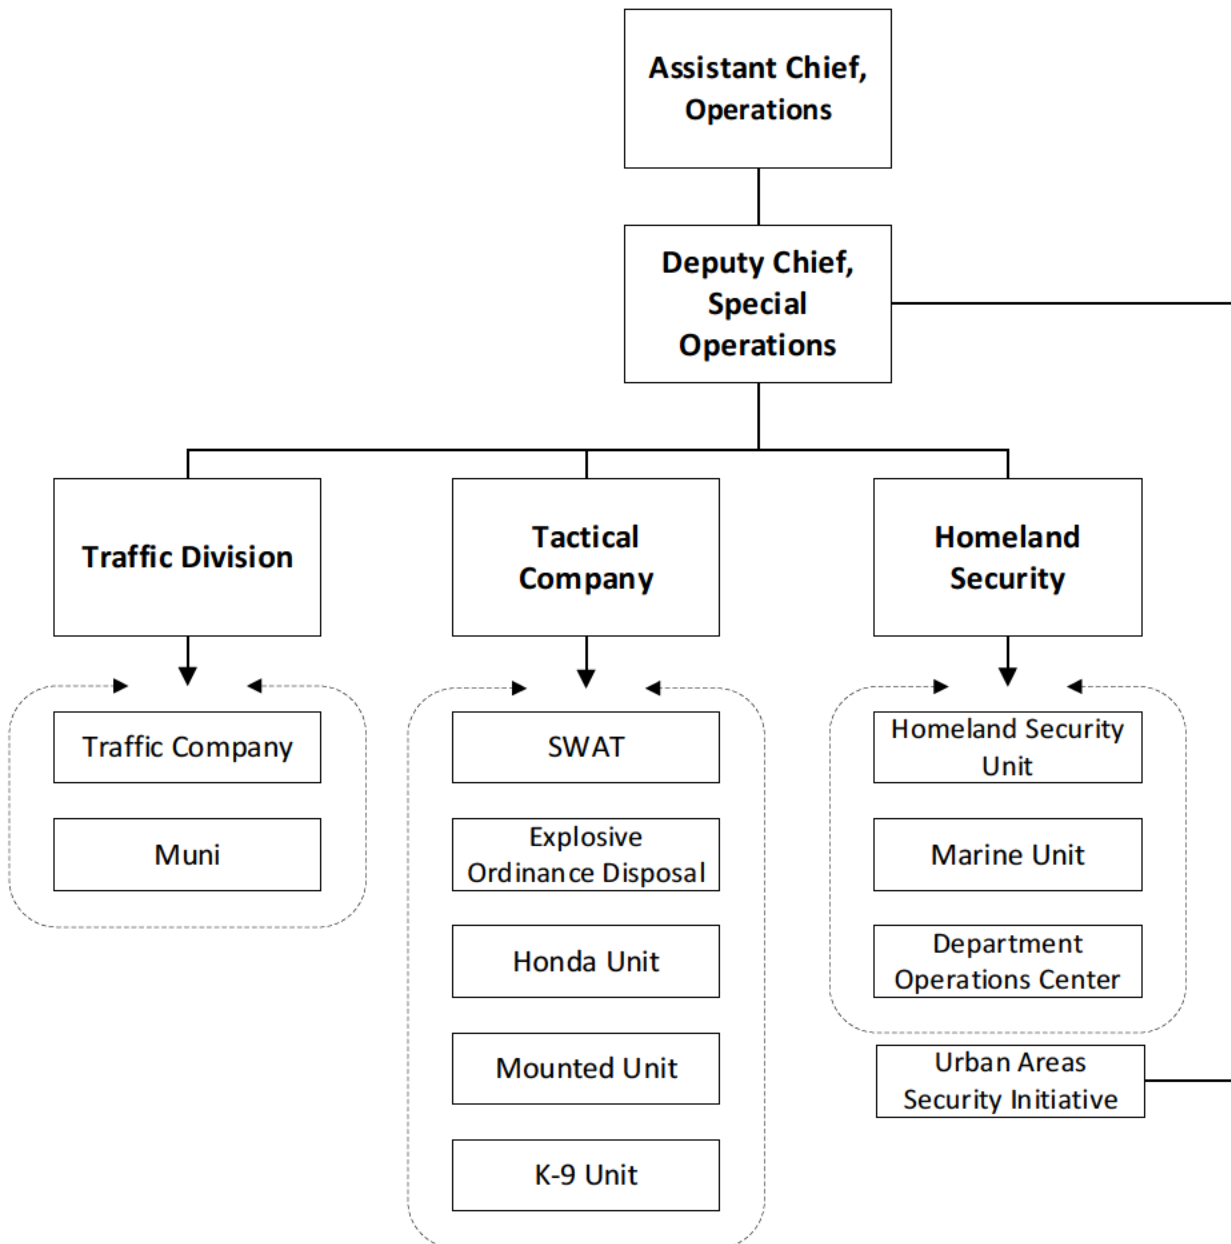 Assistant Chief,
Operations
Deputy Chief,
Special
Operations
Traffic Division
Tactical
Company
Homeland
Security
Traffic Company
Muni
SWAT
Explosive
Ordinance Disposal
Honda Unit
Mounted Unit
K-9 Unit
Homeland Security
Unit
Marine Unit
Department
Operations Center
Urban Areas
Security Initiative